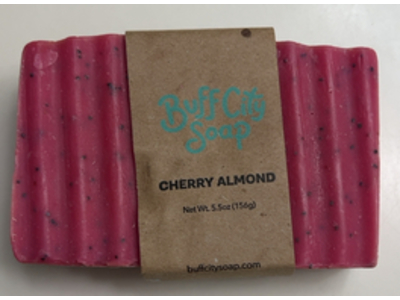 Buff City
Soap
CHERRY ALMOND
Net Wt. 5.5oz (156g)
buffcitysoap.com